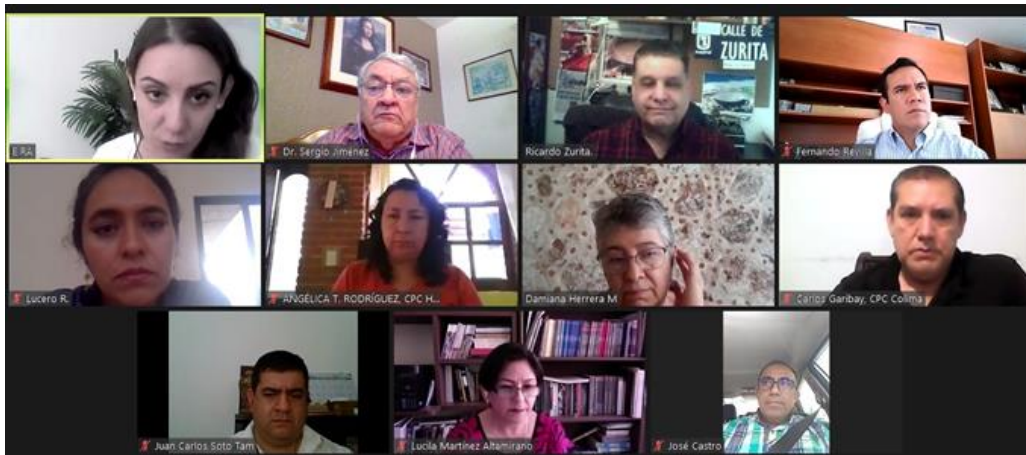 Dr. Sergio Jiménez
CALLE DE
ZURITA
Ricardo Zurita.
Fernando Revilla
Lucero R.
ANGÉLICA T. RODRÍGUEZ, CPC H...
Damiana Herrera M
Carlos Garibay, CPC Colima
Juan Carlos Soto Tam
Lucila Martínez Altamirano
José Castro